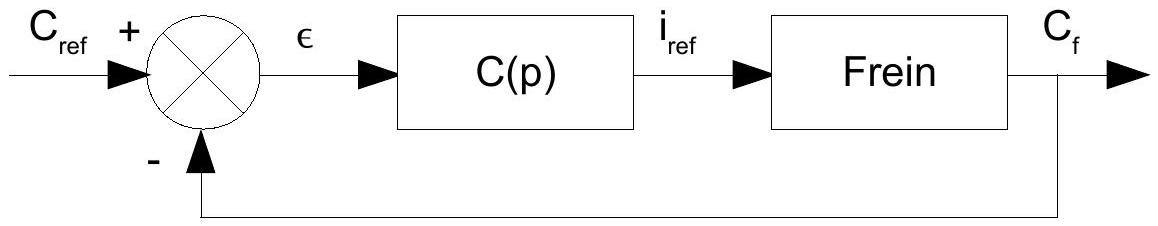 C_ref + ϵ C(p) i_ref Frein C_f
-